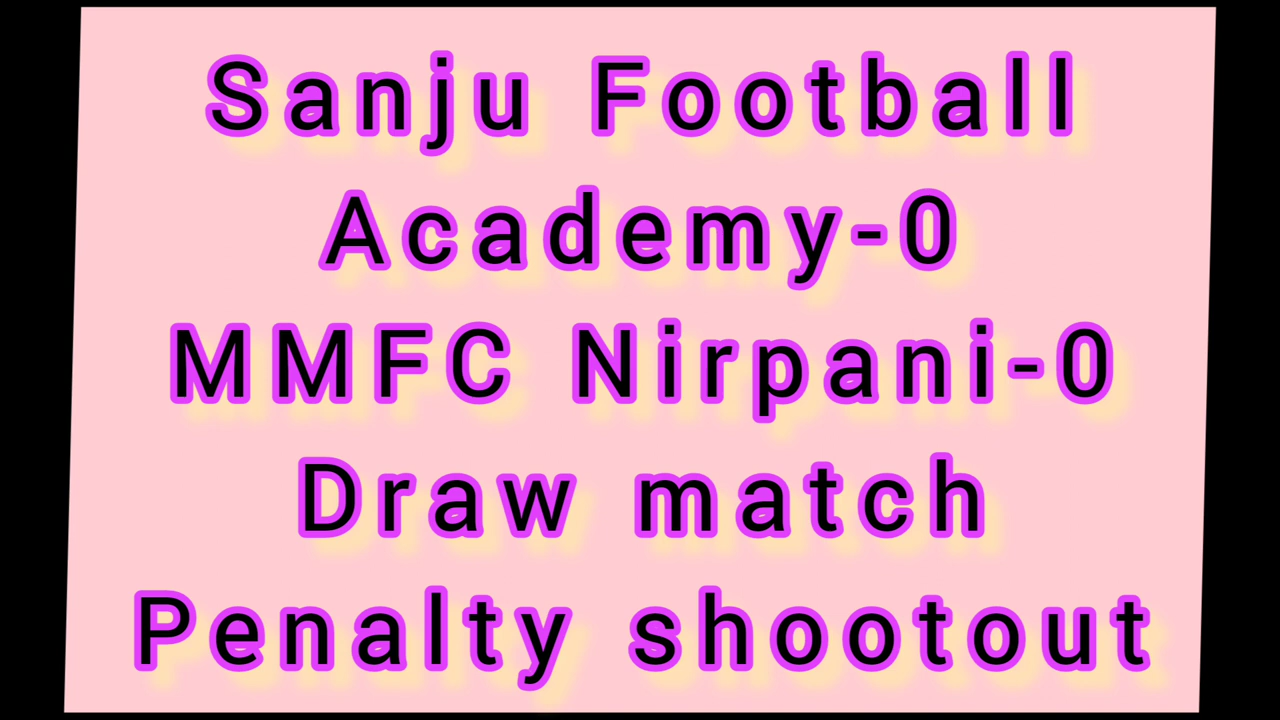 Sanju Football
Academy-0
MMFC Nirpani-0
Draw match
Penalty shootout